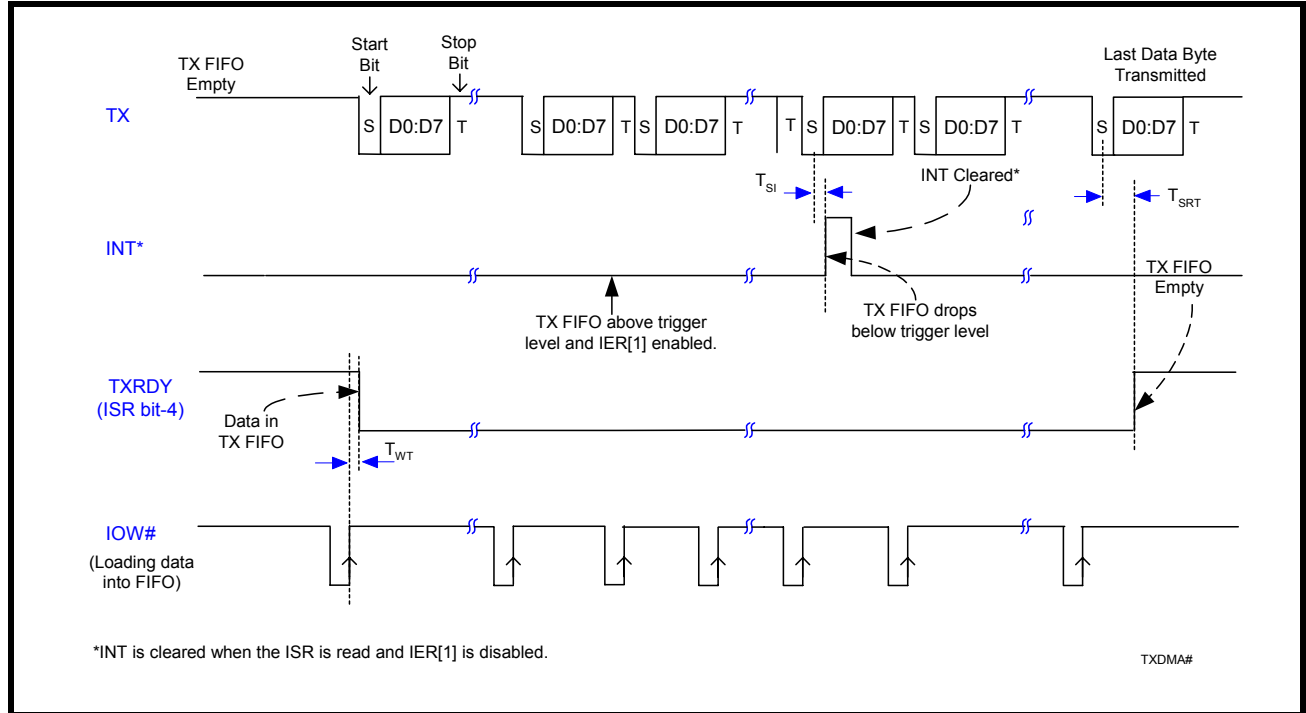 Start
Bit
Stop
Bit
TX FIFO
Empty
Last Data Byte
Transmitted
TX
S D0:D7 T S D0:D7 T S D0:D7 T T S D0:D7 T S D0:D7 T S D0:D7 T
TSI
INT Cleared*
TSRT
INT*
TX FIFO above trigger
level and IER[1] enabled.
TX FIFO drops
below trigger level
TX FIFO
Empty
TXRDY
(ISR bit-4)
Data in
TX FIFO
TWT
IOW#
(Loading data
into FIFO)
*INT is cleared when the ISR is read and IER[1] is disabled.
TXDMA#